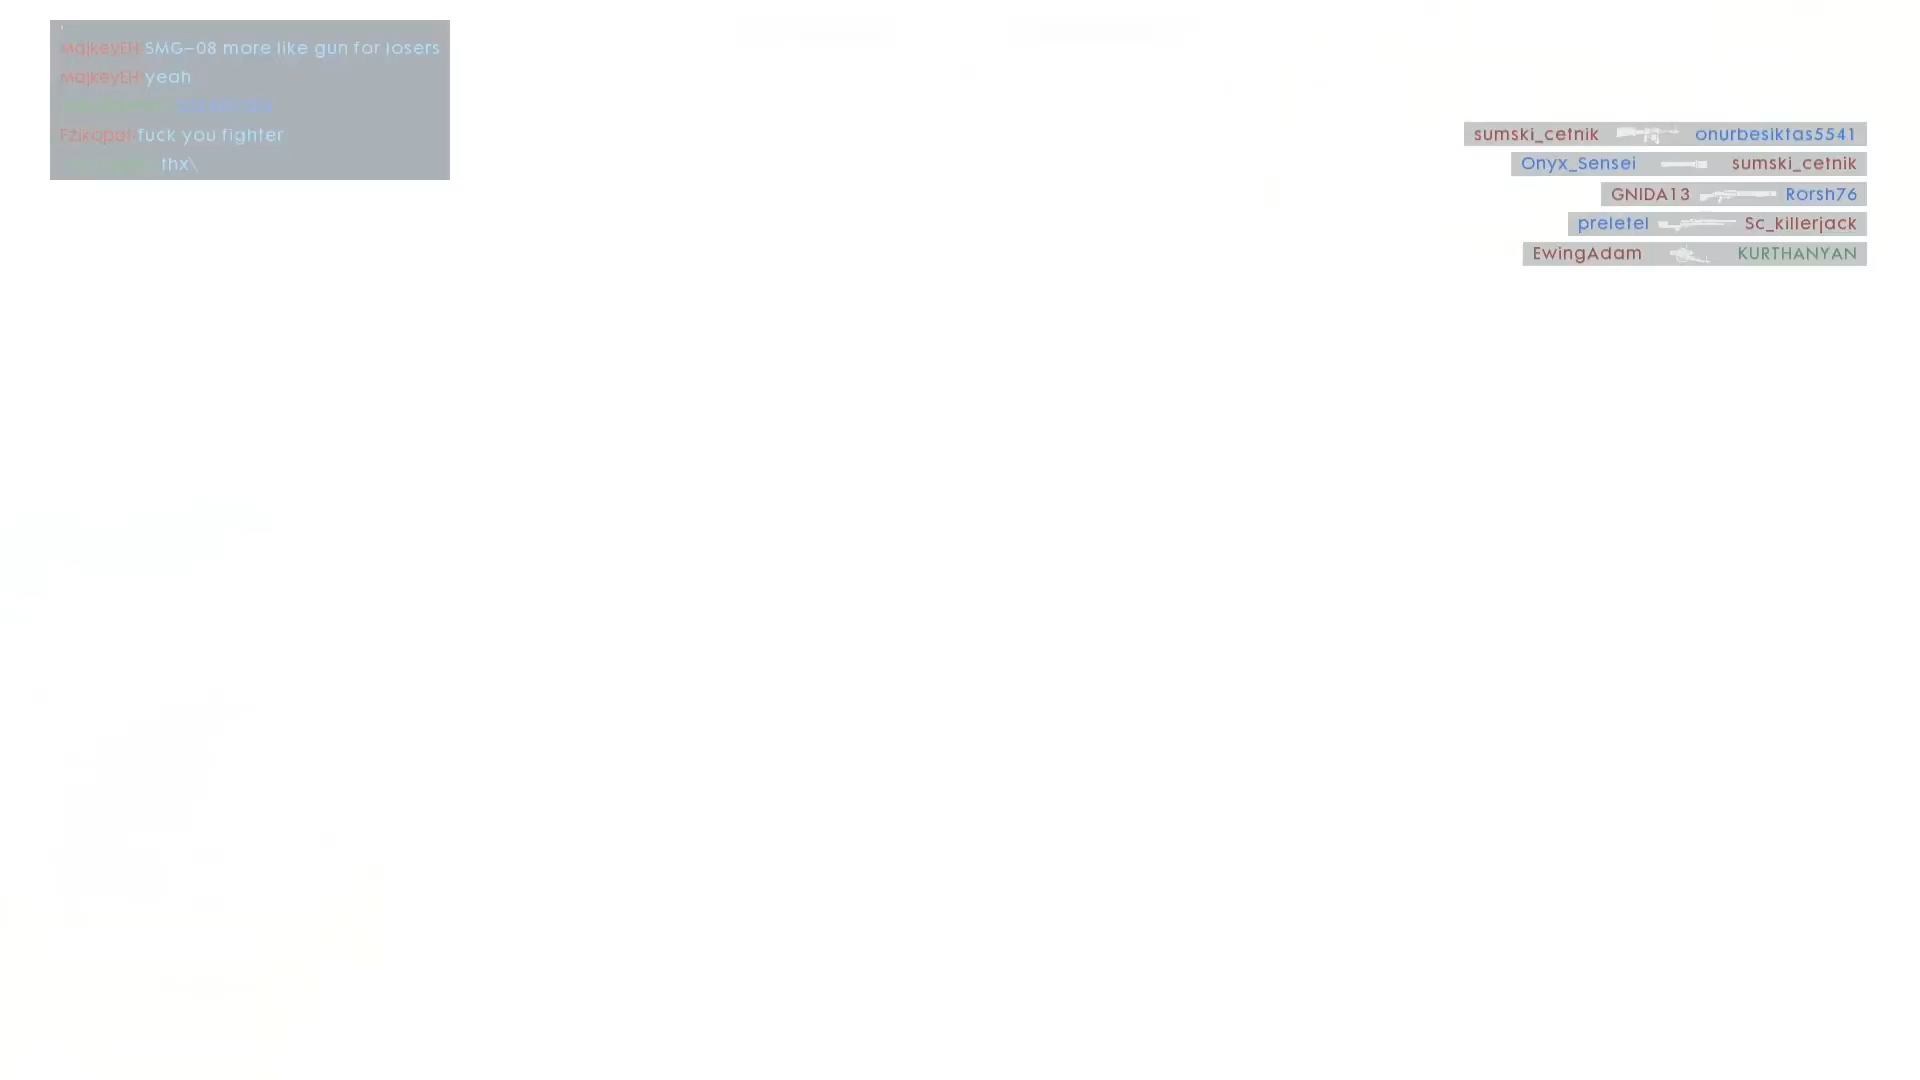 MajkeyEH: SMG-08 more like gun for losers
MajkeyEH: yeah
fuck you fighter
thx\
sumski_cetnik onurbesiktas5541
Onyx_Sensei sumski_cetnik
GNIDA13 Rorsh76
preletel Sc_killerjack
EwingAdam KURTHANYAN